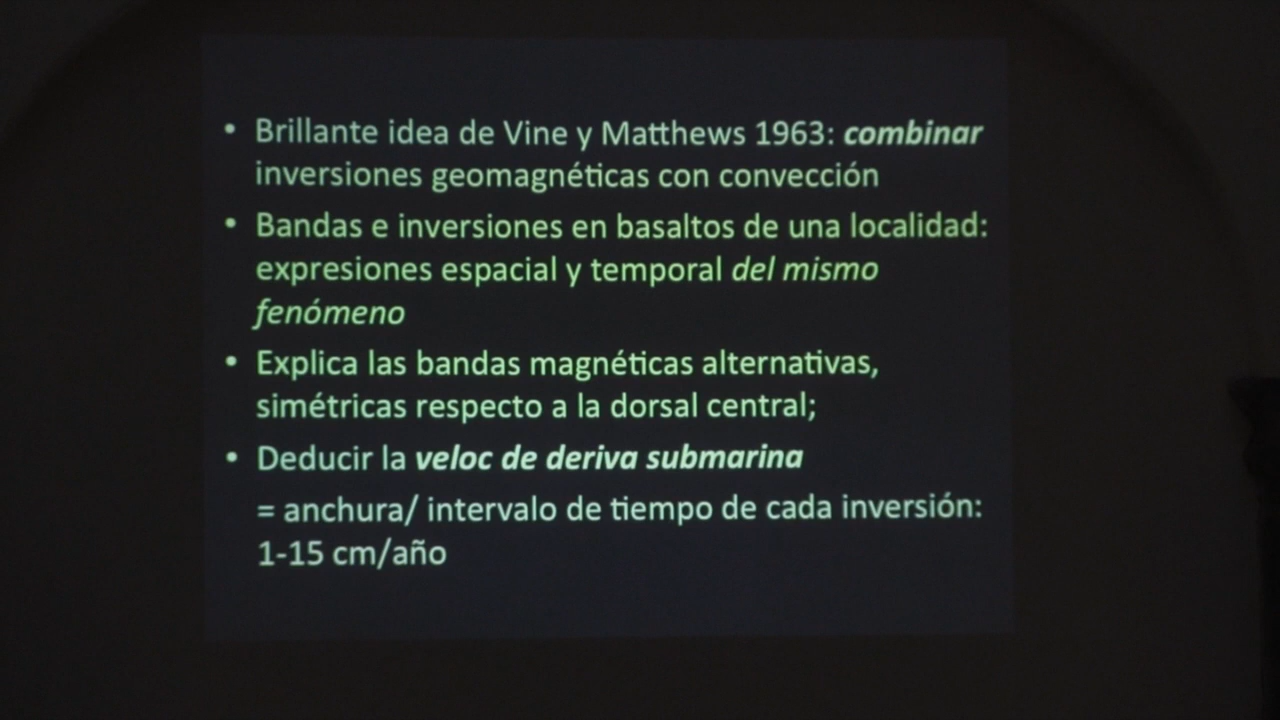 • Brillante idea de Vine y Matthews 1963: combinar
inversiones geomagnéticas con convección
• Bandas e inversiones en basaltos de una localidad:
expresiones espacial y temporal del mismo
fenómeno
• Explica las bandas magnéticas alternativas,
simétricas respecto a la dorsal central;
• Deducir la veloc de deriva submarina
= anchura/ intervalo de tiempo de cada inversión:
1-15 cm/año